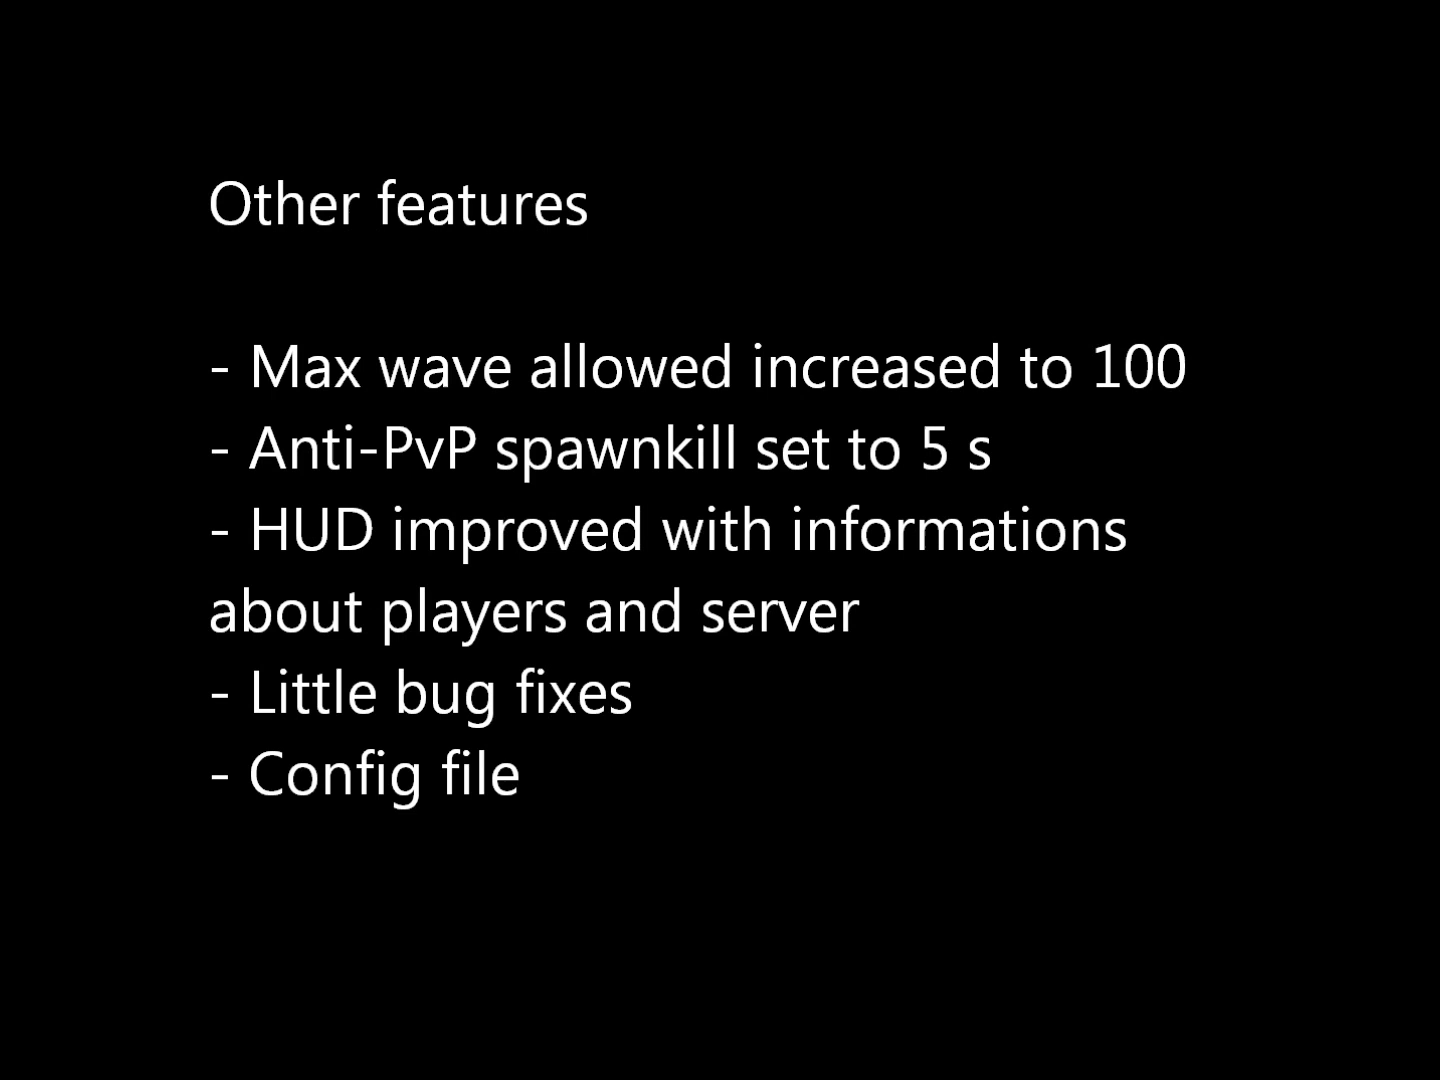 Other features
- Max wave allowed increased to 100
- Anti-PvP spawnkill set to 5 s
- HUD improved with informations
about players and server
- Little bug fixes
- Config file